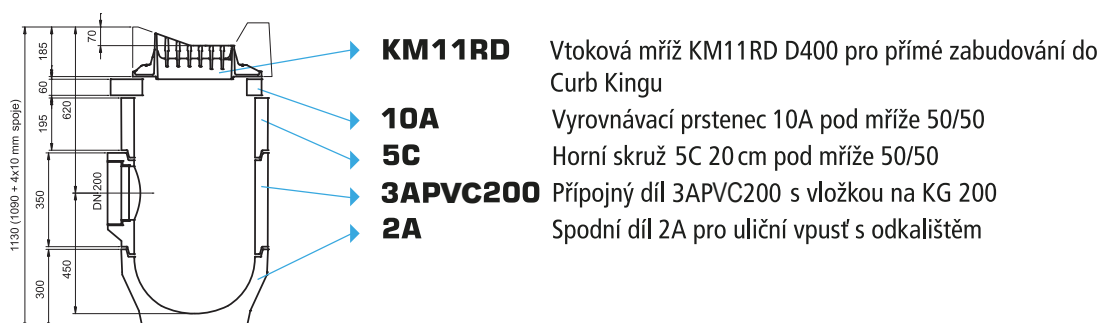 70
185
60
620
195
350
DN200
450
300
1130 (1090 + 4x10 mm spoje)
KM11RD Vtoková mříž KM11RD D400 pro přímé zabudování do
Curb Kingu
10A Vyrovnávací prstenec 10A pod mříže 50/50
5C Horní skruž 5C 20 cm pod mříže 50/50
3APVC200 Přípojný díl 3APVC200 s vložkou na KG 200
2A Spodní díl 2A pro uliční vpusť s odkalištěm